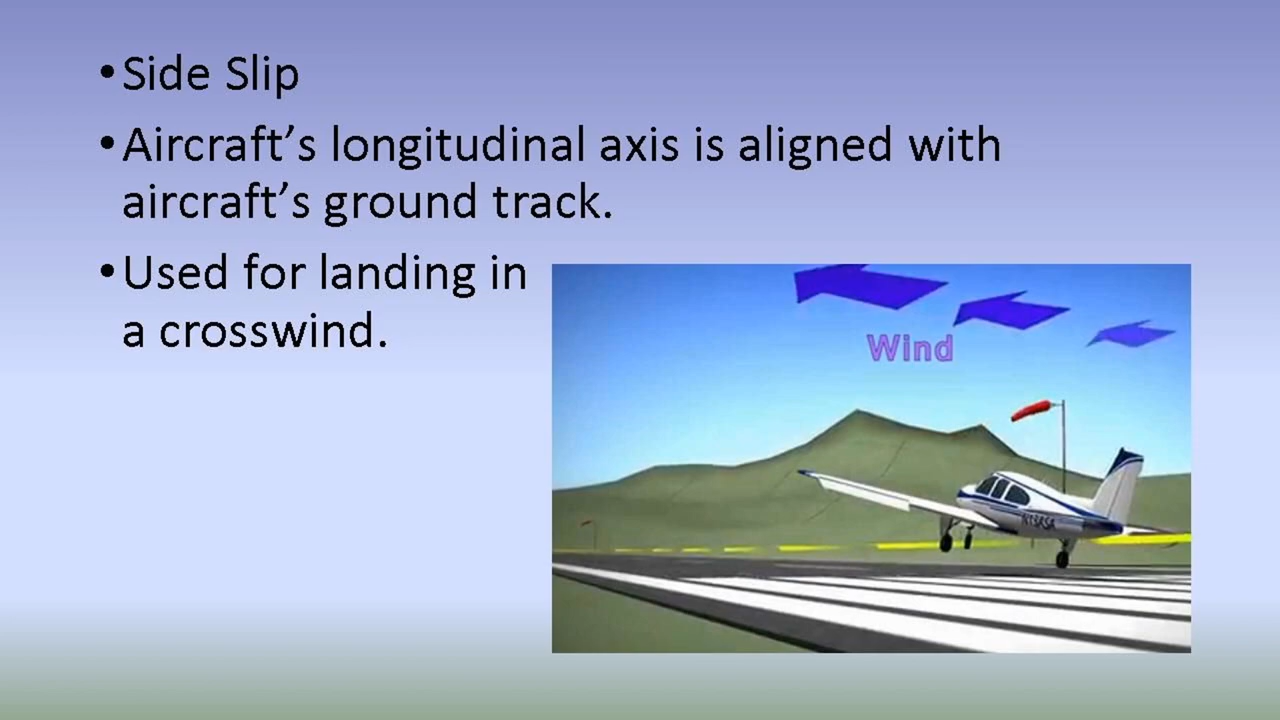 •Side Slip
•Aircraft’s longitudinal axis is aligned with
aircraft’s ground track.
•Used for landing in
a crosswind.
Wind